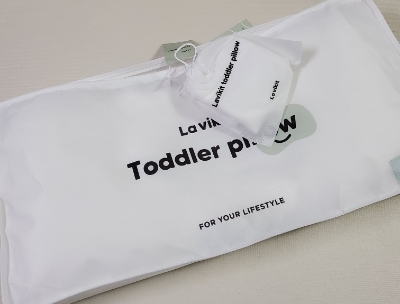 Lavikit toddler pillow
Lavikit
Lavik
Toddler pillow
FOR YOUR LIFESTYLE